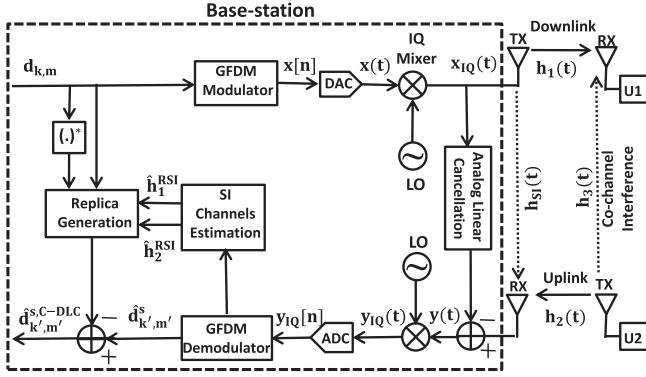 Base-station
d_{k,m}
GFDM
Modulator
x[n]
DAC
x(t)
IQ
Mixer
x_{IQ}(t)
TX
Downlink
RX
h_1(t)
U1
(.)^*
LO
Analog Linear
Cancellation
h_{SI}(t)
h_3(t)
Co-channel
Interference
Replica
Generation
ĥ_1^{RSI}
ĥ_2^{RSI}
SI
Channels
Estimation
LO
d̂_{k′,m′}^{s,C−DLC}
−
+
d̂_{k′,m′}^{s}
GFDM
Demodulator
y_{IQ}[n]
ADC
y_{IQ}(t)
y(t)
−
+
RX
Uplink
TX
h_2(t)
U2